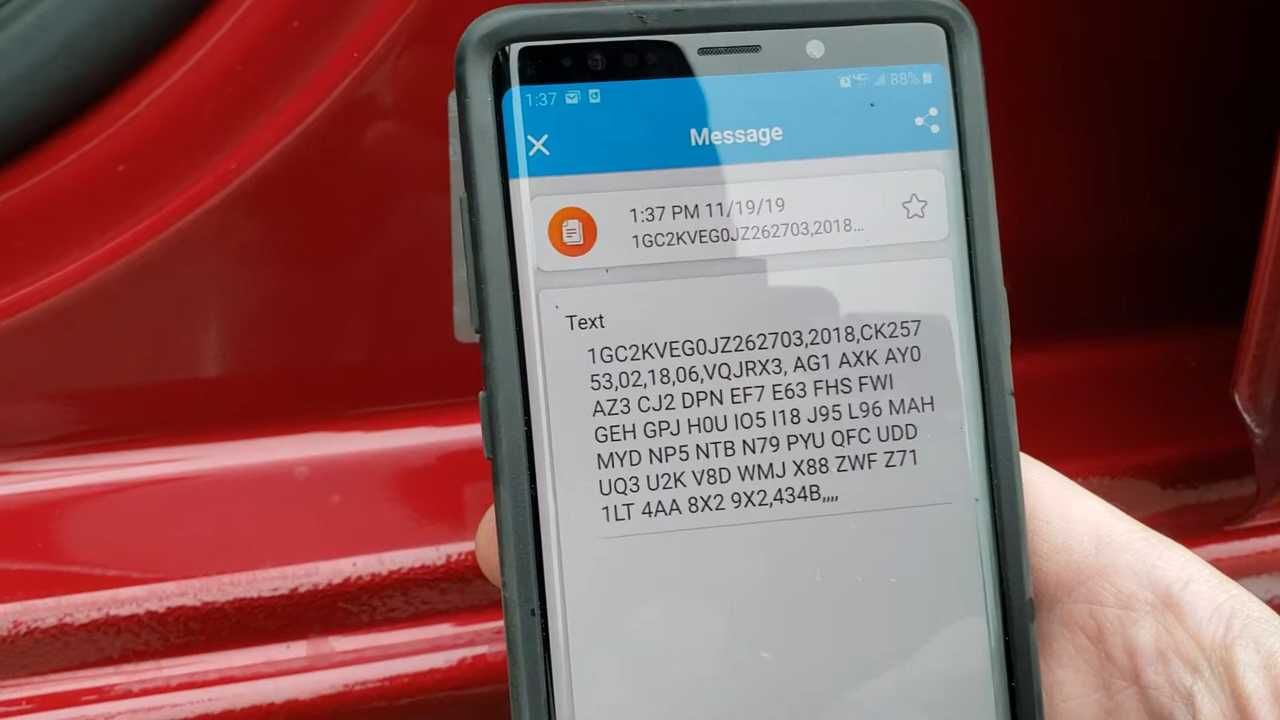 1:37 88%
Message
1:37 PM 11/19/19
1GC2KVEG0JZ262703,2018...
Text
1GC2KVEG0JZ262703,2018,CK257
53,02,18,06,VQJRX3, AG1 AXK AY0
AZ3 CJ2 DPN EF7 E63 FHS FWI
GEH GPJ H0U IO5 I18 J95 L96 MAH
MYD NP5 NTB N79 PYU QFC UDD
UQ3 U2K V8D WMJ X88 ZWF Z71
1LT 4AA 8X2 9X2,434B,,,,